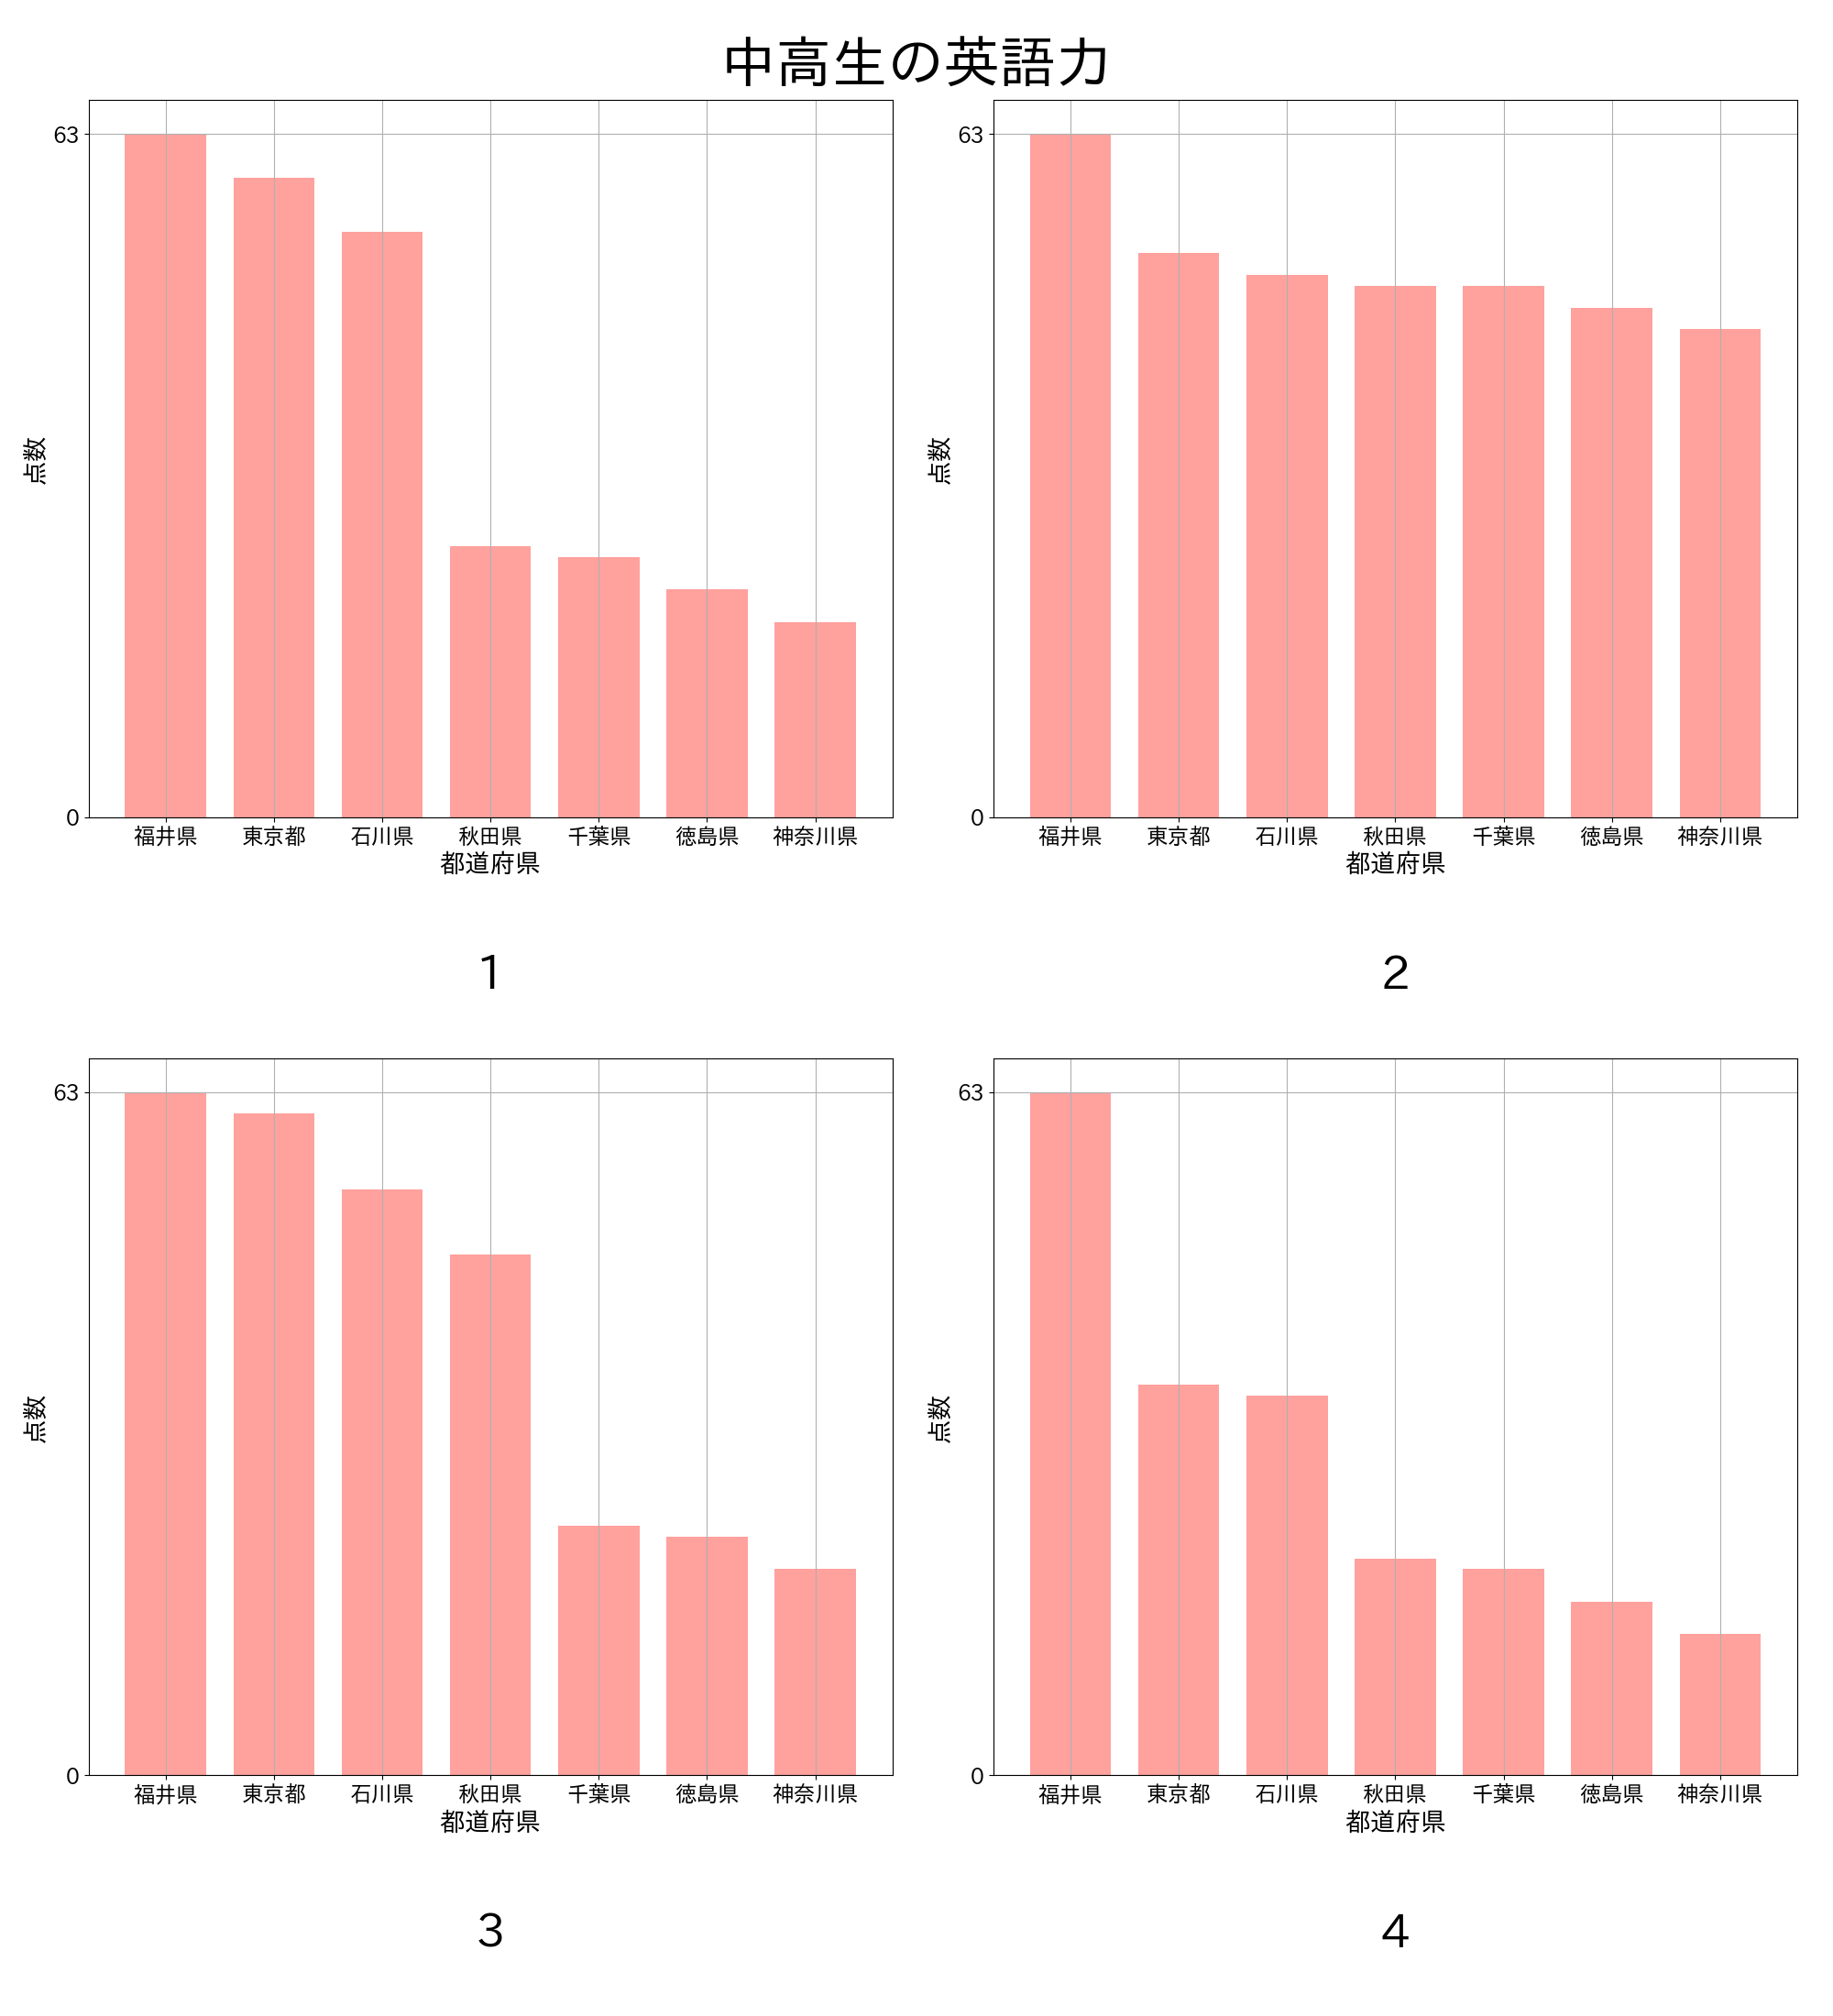 中高生の英語力
63
0
点数
福井県 東京都 石川県 秋田県 千葉県 徳島県 神奈川県
都道府県
1
63
0
点数
福井県 東京都 石川県 秋田県 千葉県 徳島県 神奈川県
都道府県
2
63
0
点数
福井県 東京都 石川県 秋田県 千葉県 徳島県 神奈川県
都道府県
3
63
0
点数
福井県 東京都 石川県 秋田県 千葉県 徳島県 神奈川県
都道府県
4